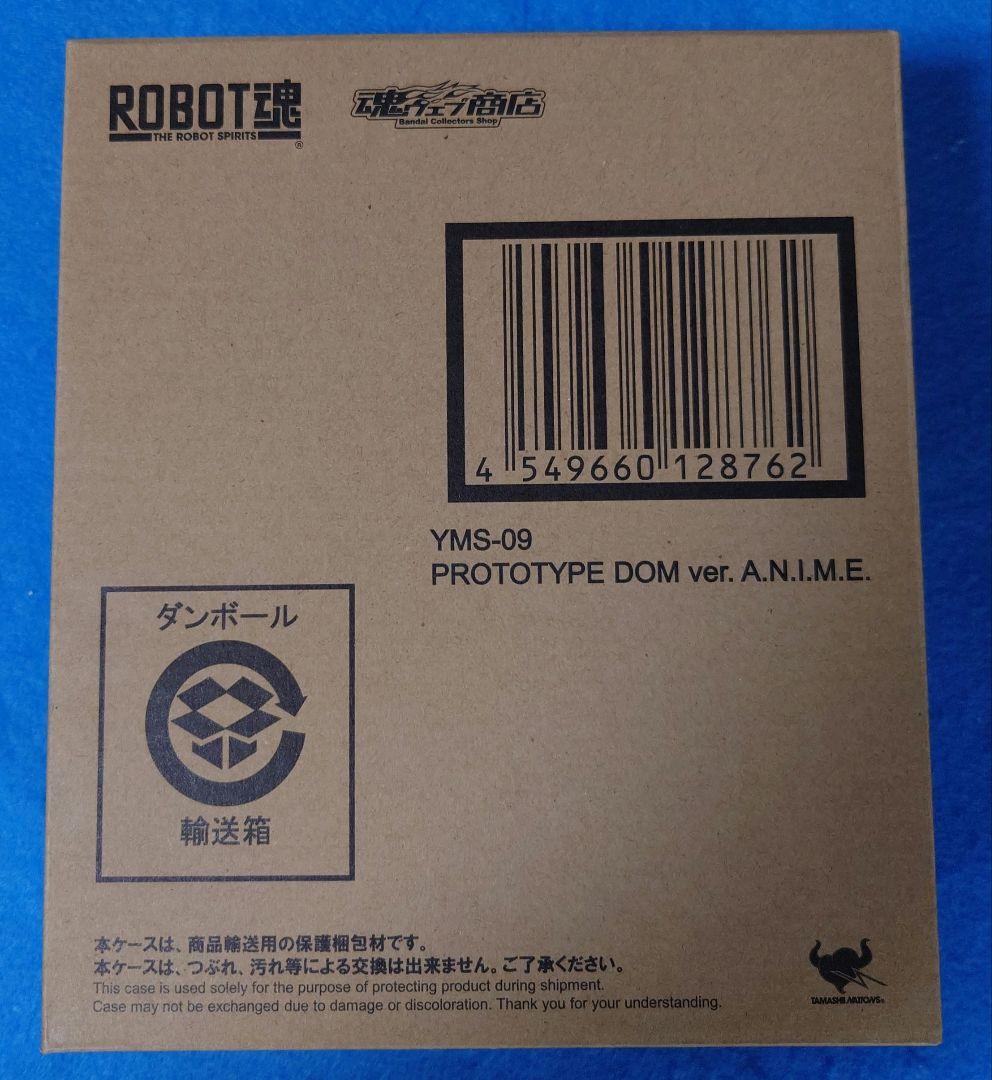 ROBOT魂
THE ROBOT SPIRITS
®
魂ウェブ商店
Bandai Collectors Shop
4 549660 128762
YMS-09
PROTOTYPE DOM ver. A.N.I.M.E.
ダンボール
輸送箱
本ケースは、商品輸送用の保護梱包材です。
本ケースは、つぶれ、汚れ等による交換は出来ません。ご了承ください。
This case is used solely for the purpose of protecting product during shipment.
Case may not be exchanged due to damage or discoloration. Thank you for your understanding.
TAMASHII NATIONS®